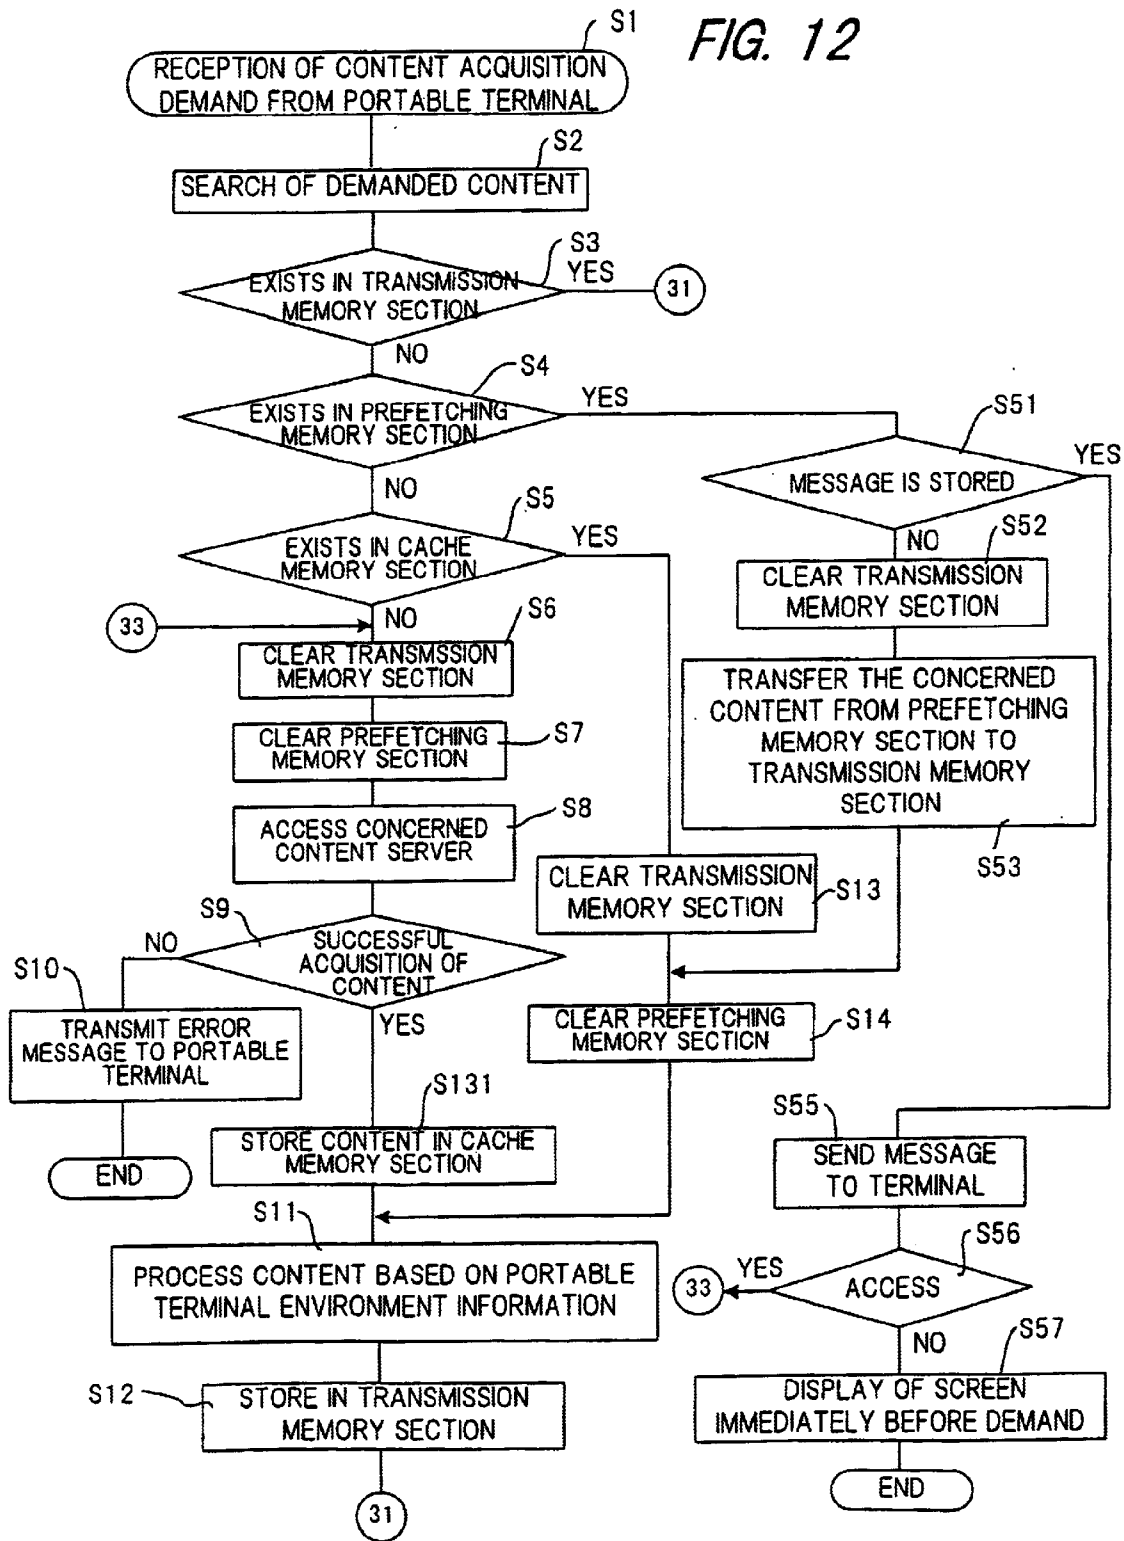 FIG. 12
S1
RECEPTION OF CONTENT ACQUISITION
DEMAND FROM PORTABLE TERMINAL
S2
SEARCH OF DEMANDED CONTENT
S3
EXISTS IN TRANSMISSION
MEMORY SECTION
YES
31
NO
S4
EXISTS IN PREFETCHING
MEMORY SECTION
YES
NO
S51
MESSAGE IS STORED
YES
NO
S5
EXISTS IN CACHE
MEMORY SECTION
YES
NO
S52
CLEAR TRANSMISSION
MEMORY SECTION
33
S6
CLEAR TRANSMSSION
MEMORY SECTION
TRANSFER THE CONCERNED
CONTENT FROM PREFETCHING
MEMORY SECTION TO
TRANSMISSION MEMORY
SECTION
S53
S7
CLEAR PREFETCHING
MEMORY SECTION
S8
ACCESS CONCERNED
CONTENT SERVER
CLEAR TRANSMISSION
MEMORY SECTION
S13
S9
SUCCESSFUL
ACQUISITION OF
CONTENT
NO
YES
S10
TRANSMIT ERROR
MESSAGE TO PORTABLE
TERMINAL
END
CLEAR PREFETCHING
MEMORY SECTICN
S14
S131
STORE CONTENT IN CACHE
MEMORY SECTION
S55
SEND MESSAGE
TO TERMINAL
S11
PROCESS CONTENT BASED ON PORTABLE
TERMINAL ENVIRONMENT INFORMATION
S56
ACCESS
YES
33
NO
S12
STORE IN TRANSMISSION
MEMORY SECTION
31
S57
DISPLAY OF SCREEN
IMMEDIATELY BEFORE DEMAND
END